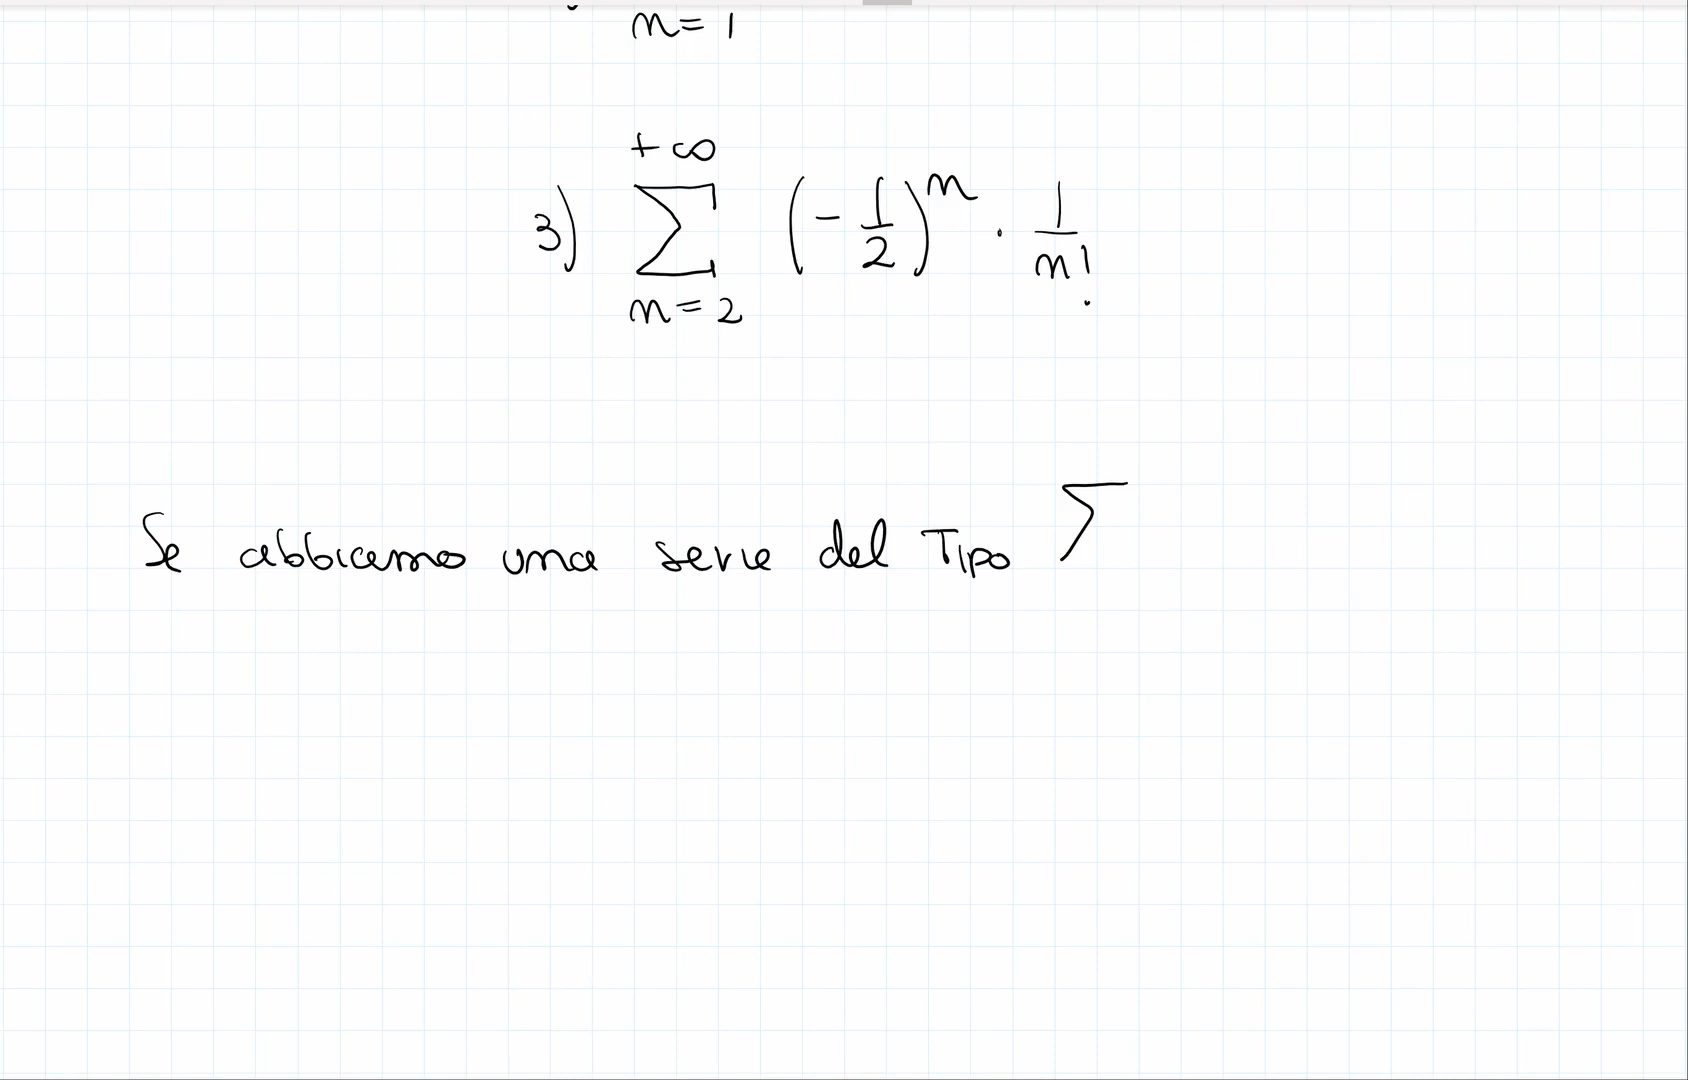 n=1
+∞
3) Σ (-1/2)^n · 1/n!
n=2
Se abbiamo una serie del Tipo Σ